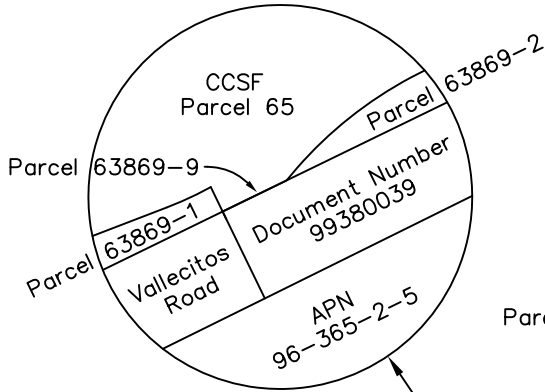 CCSF
Parcel 65
Parcel 63869-2
Parcel 63869-9
Document Number
99380039
Parcel 63869-1
Vallecitos
Road
APN
96-365-2-5
Parc